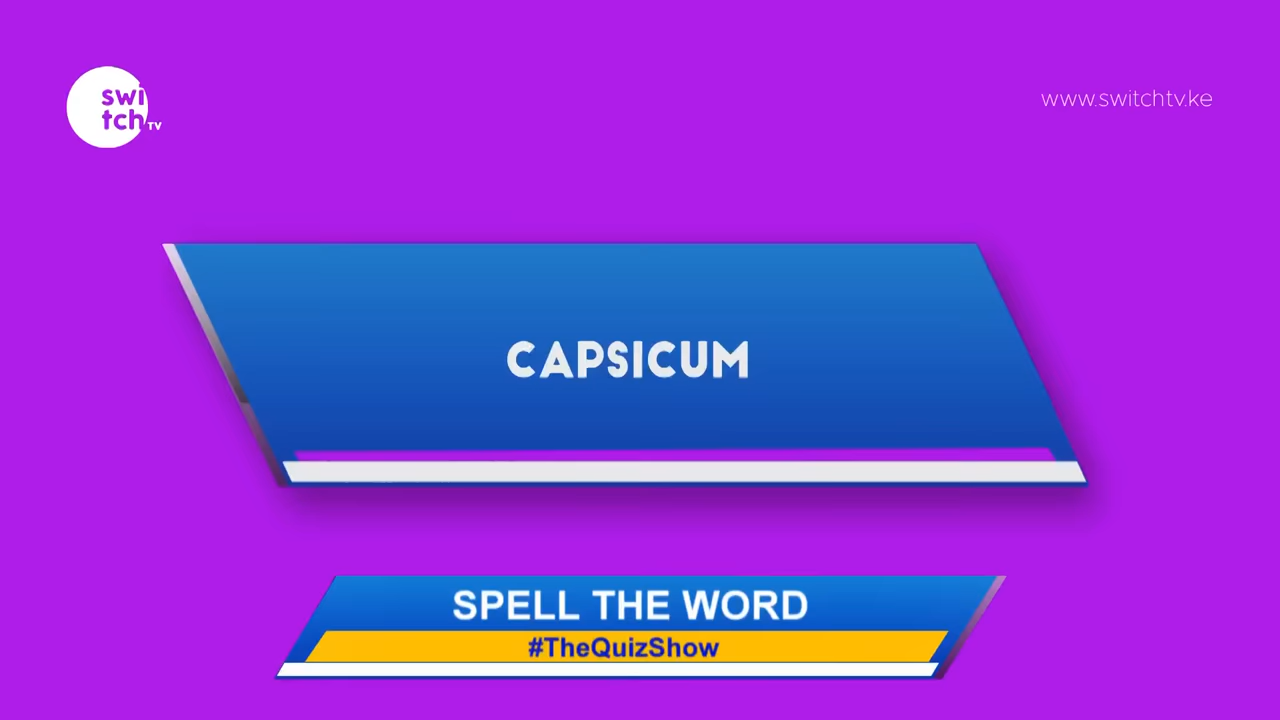 swi
tch TV
www.switchtv.ke
CAPSICUM
SPELL THE WORD
#TheQuizShow